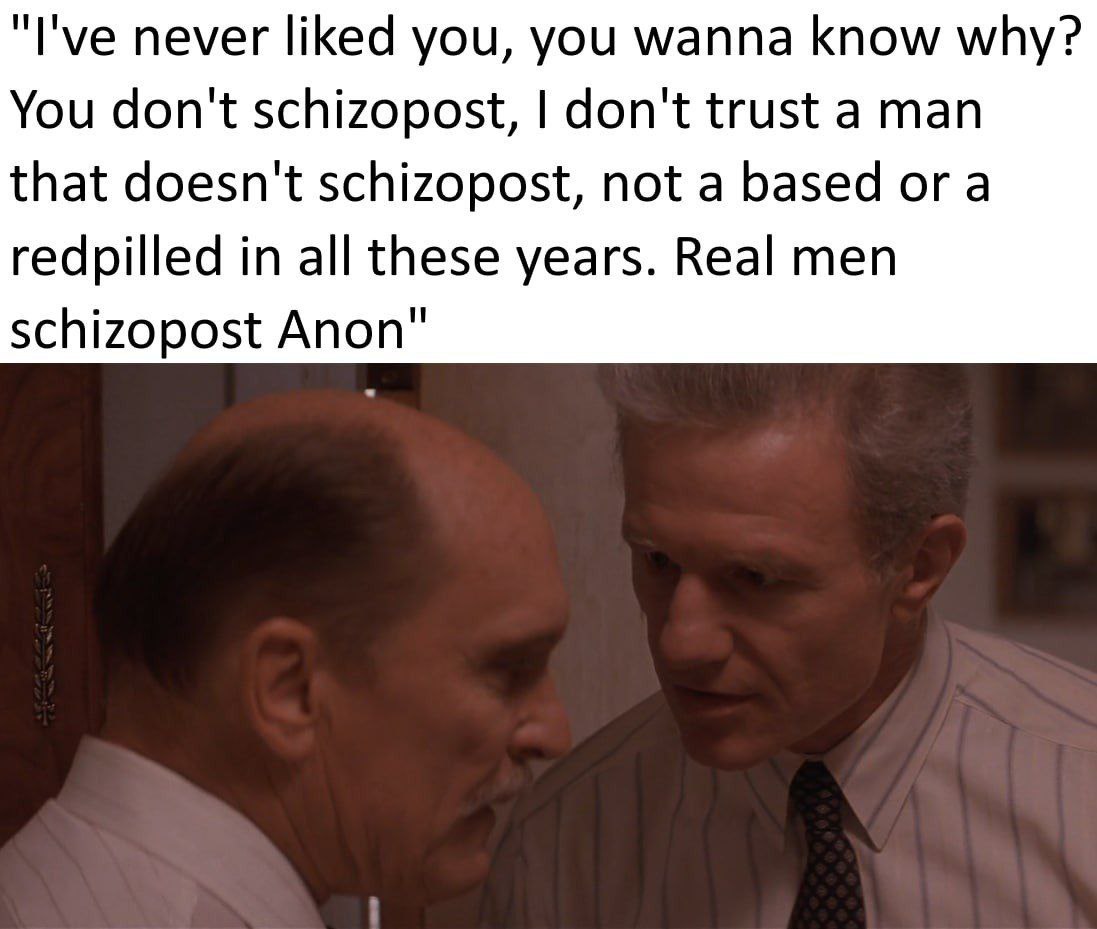 "I've never liked you, you wanna know why?
You don't schizopost, I don't trust a man
that doesn't schizopost, not a based or a
redpilled in all these years. Real men
schizopost Anon"